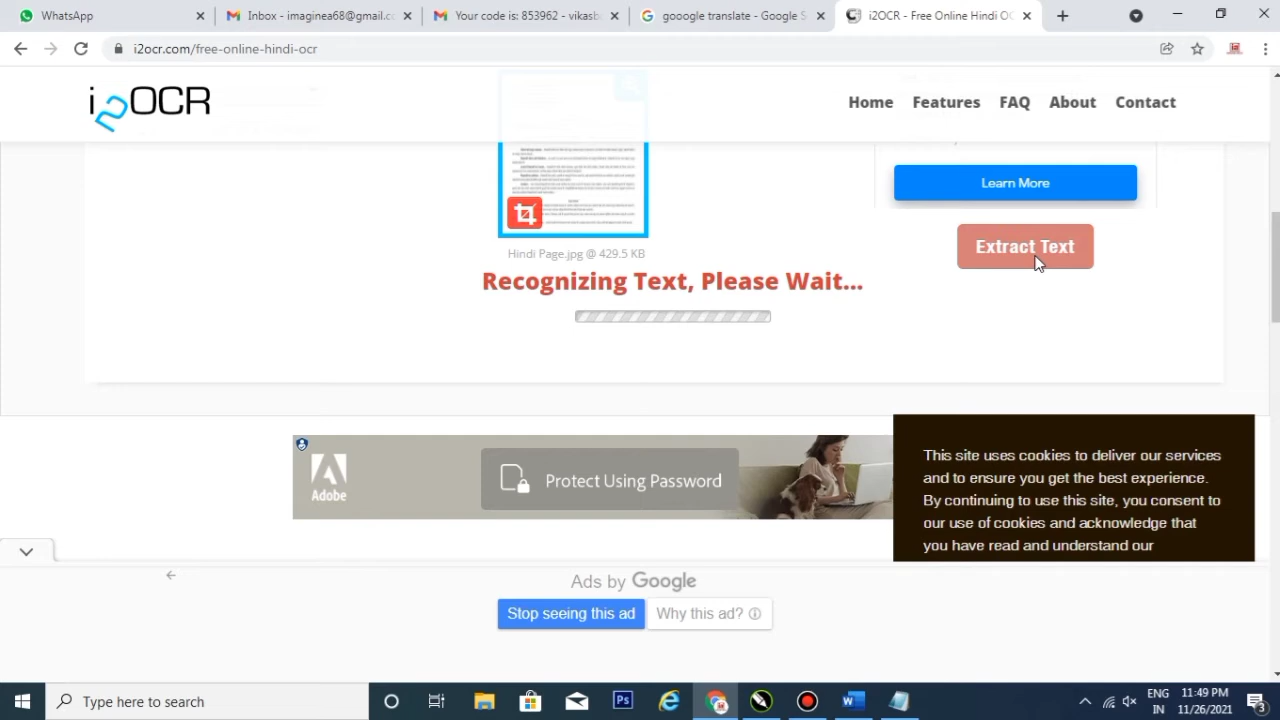 WhatsApp
Inbox - imaginea68@gmail.co
Your code is: 853962 - vikasba
gooogle translate - Google S
i2OCR - Free Online Hindi OC
i2ocr.com/free-online-hindi-ocr
i2OCR
Home Features FAQ About Contact
Learn More
Extract Text
Hindi Page.jpg @ 429.5 KB
Recognizing Text, Please Wait...
Adobe
Protect Using Password
This site uses cookies to deliver our services
and to ensure you get the best experience.
By continuing to use this site, you consent to
our use of cookies and acknowledge that
you have read and understand our
Ads by Google
Stop seeing this ad
Why this ad?
Type here to search
Ps
ENG
IN
11:49 PM
11/26/2021
3